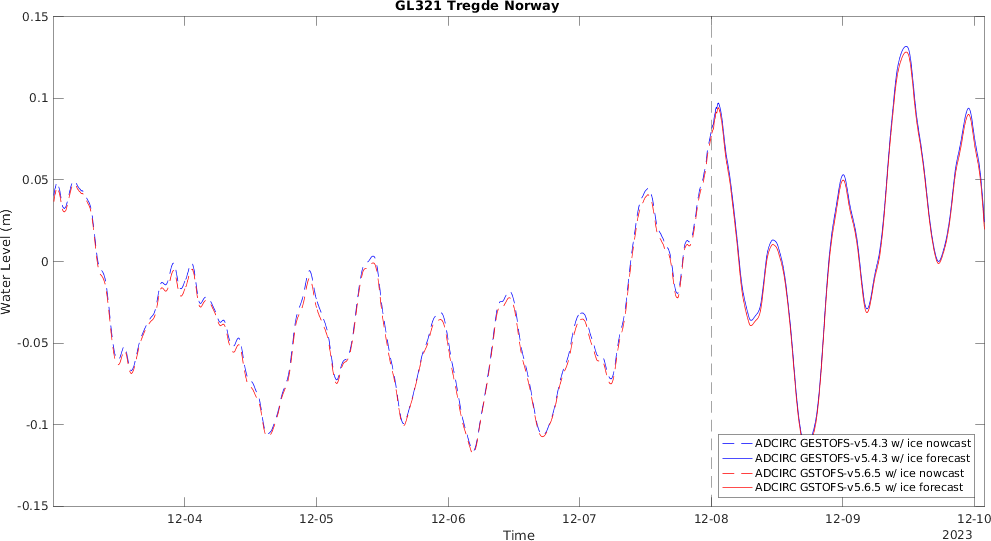 GL321 Tregde Norway
0.15
0.1
0.05
0
-0.05
-0.1
-0.15
Water Level (m)
ADCIRC GESTOFS-v5.4.3 w/ ice nowcast
ADCIRC GESTOFS-v5.4.3 w/ ice forecast
ADCIRC GSTOFS-v5.6.5 w/ ice nowcast
ADCIRC GSTOFS-v5.6.5 w/ ice forecast
12-04 12-05 12-06 12-07 12-08 12-09 12-10
Time
2023